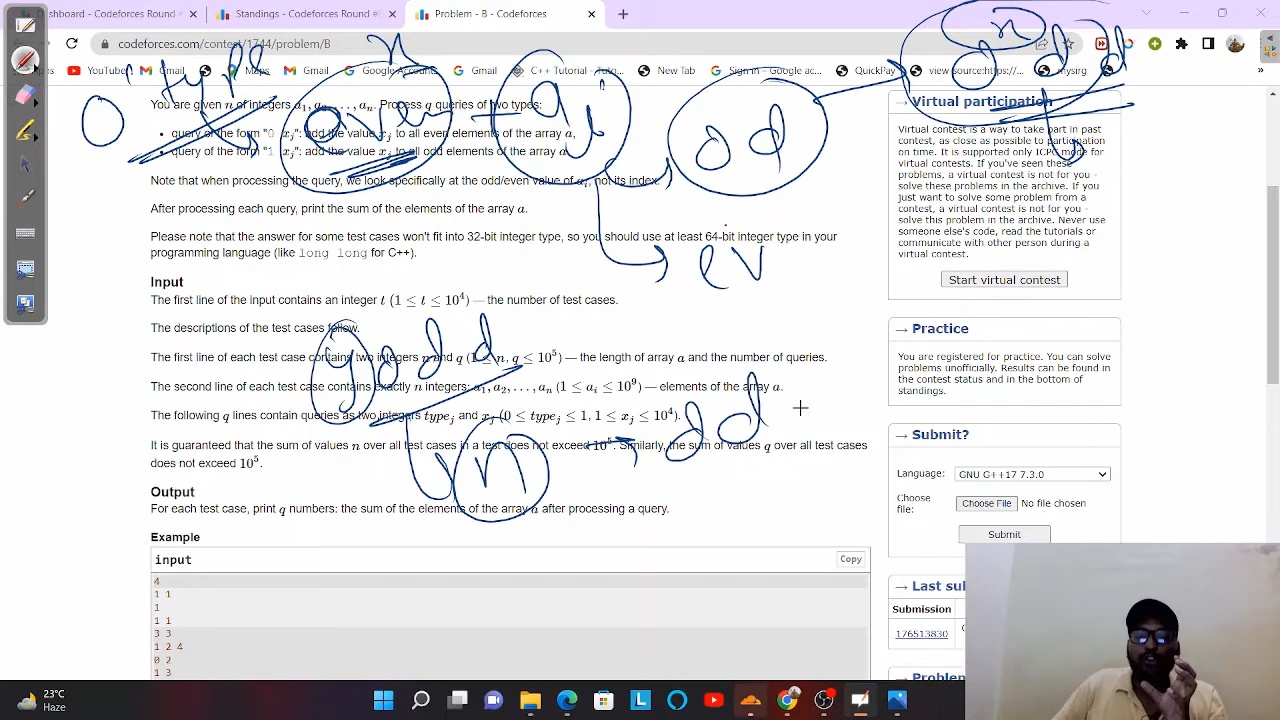 Dashboard - Codeforces Round
Standings - Codeforces Round
- Codeforces
codeforces.com/contest/1744/problem/B
YouTube
Gmail
Maps
Gmail
C++ Tutorial
New Tab
Sign in – Google ac...
QuickPay
new source:https://...
mysirg
0 type
n
ai
odd
n
odd
ev
odd
n
odd
You are given n of integers a1, a2, ..., an. Process q queries of two types:
query of the form "0 xj": add the value xj to all even elements of the array a,
query of the form "1 xj": add the value xj to all odd elements of the array a.
Note that when processing the query, we look specifically at the odd/even value of ai, not its index.
After processing each query, print the sum of the elements of the array a.
Please note that the answer for some test cases won't fit into 32-bit integer type, so you should use at least 64-bit integer type in your
programming language (like long long for C++).
Input
The first line of the input contains an integer t (1 ≤ t ≤ 10^4) — the number of test cases.
The descriptions of the test cases follow.
The first line of each test case contains two integers n and q (1 ≤ n, q ≤ 10^5) — the length of array a and the number of queries.
The second line of each test case contains exactly n integers: a1, a2, ..., an (1 ≤ ai ≤ 10^9) — elements of the array a.
The following q lines contain queries as two integers typej and xj (0 ≤ typej ≤ 1, 1 ≤ xj ≤ 10^4).
It is guaranteed that the sum of values n over all test cases in a test does not exceed 10^5. Similarly, the sum of values q over all test cases
does not exceed 10^5.
Output
For each test case, print q numbers: the sum of the elements of the array a after processing a query.
Example
input
Copy
4
1 1
1
1 1
3 3
1 2 4
0 2
1 3
→ Virtual participation
Virtual contest is a way to take part in past
contest, as close as possible to participation
on time. It is supported only ICPC mode for
virtual contests. If you've seen these
problems, a virtual contest is not for you -
solve these problems in the archive. If you
just want to solve some problem from a
contest, a virtual contest is not for you -
solve this problem in the archive. Never use
someone else's code, read the tutorials or
communicate with other person during a
virtual contest.
Start virtual contest
→ Practice
You are registered for practice. You can solve
problems unofficially. Results can be found in
the contest status and in the bottom of
standings.
→ Submit?
Language: GNU G++17 7.3.0
Choose
file: Choose File No file chosen
Submit
→ Last su
Submission
176513830
→ Problem
23°C
Haze